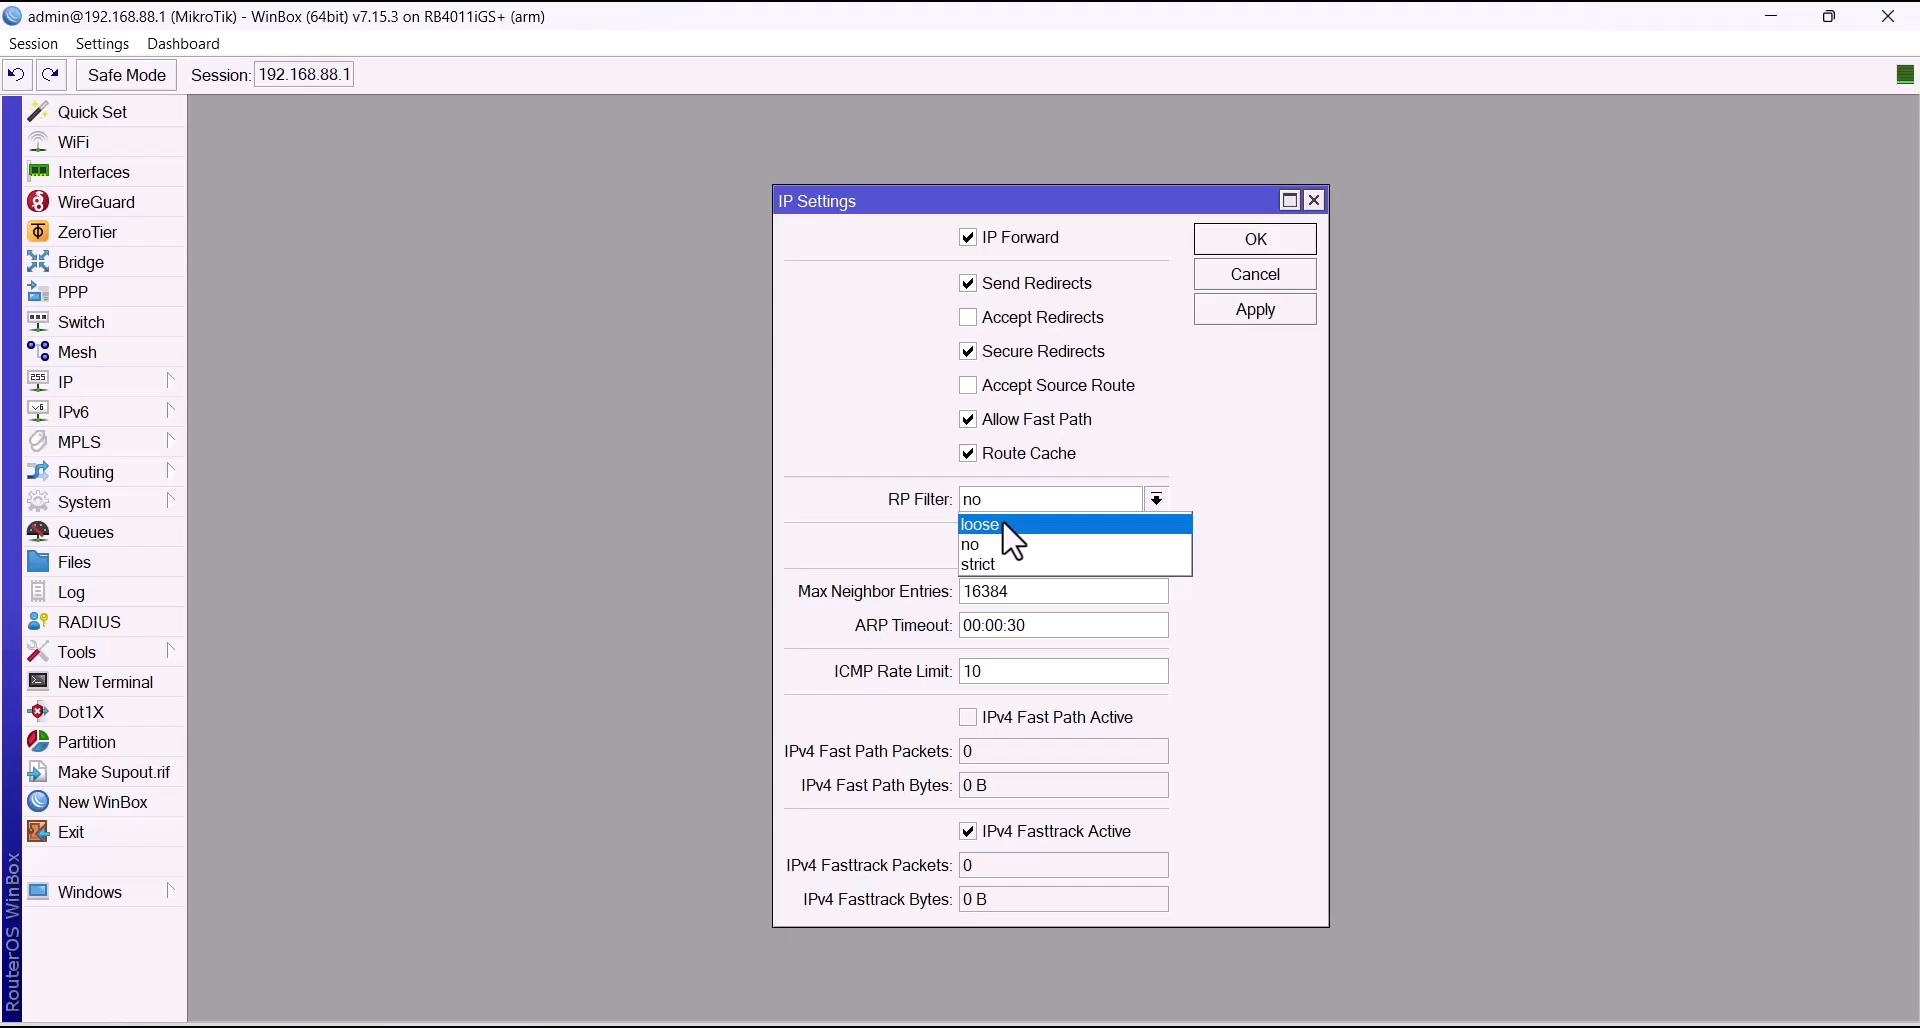 admin@192.168.88.1 (MikroTik) - WinBox (64bit) v7.15.3 on RB4011iGS+ (arm)
Session Settings Dashboard
Safe Mode Session: 192.168.88.1
Quick Set
WiFi
Interfaces
WireGuard
ZeroTier
Bridge
PPP
Switch
Mesh
255 IP
v6 IPv6
MPLS
Routing
System
Queues
Files
Log
RADIUS
Tools
New Terminal
Dot1X
Partition
Make Supout.rif
New WinBox
Exit
Windows
RouterOS WinBox
IP Settings
IP Forward
Send Redirects
Accept Redirects
Secure Redirects
Accept Source Route
Allow Fast Path
Route Cache
RP Filter: no
loose
no
strict
Max Neighbor Entries: 16384
ARP Timeout: 00:00:30
ICMP Rate Limit: 10
IPv4 Fast Path Active
IPv4 Fast Path Packets: 0
IPv4 Fast Path Bytes: 0 B
IPv4 Fasttrack Active
IPv4 Fasttrack Packets: 0
IPv4 Fasttrack Bytes: 0 B
OK
Cancel
Apply